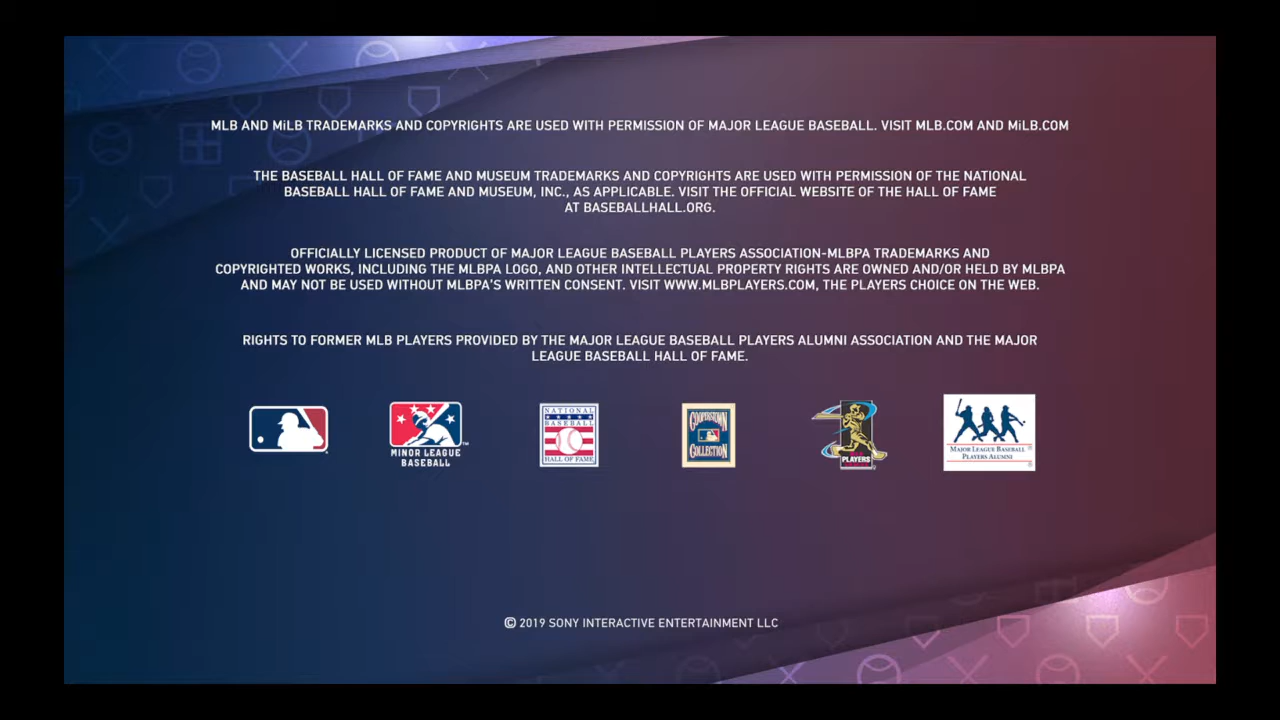 MLB AND MiLB TRADEMARKS AND COPYRIGHTS ARE USED WITH PERMISSION OF MAJOR LEAGUE BASEBALL. VISIT MLB.COM AND MiLB.COM
THE BASEBALL HALL OF FAME AND MUSEUM TRADEMARKS AND COPYRIGHTS ARE USED WITH PERMISSION OF THE NATIONAL
BASEBALL HALL OF FAME AND MUSEUM, INC., AS APPLICABLE. VISIT THE OFFICIAL WEBSITE OF THE HALL OF FAME
AT BASEBALLHALL.ORG.
OFFICIALLY LICENSED PRODUCT OF MAJOR LEAGUE BASEBALL PLAYERS ASSOCIATION-MLBPA TRADEMARKS AND
COPYRIGHTED WORKS, INCLUDING THE MLBPA LOGO, AND OTHER INTELLECTUAL PROPERTY RIGHTS ARE OWNED AND/OR HELD BY MLBPA
AND MAY NOT BE USED WITHOUT MLBPA'S WRITTEN CONSENT. VISIT WWW.MLBPLAYERS.COM, THE PLAYERS CHOICE ON THE WEB.
RIGHTS TO FORMER MLB PLAYERS PROVIDED BY THE MAJOR LEAGUE BASEBALL PLAYERS ALUMNI ASSOCIATION AND THE MAJOR
LEAGUE BASEBALL HALL OF FAME.
MINOR LEAGUE
BASEBALL
™
NATIONAL
BASEBALL
HALL OF FAME
COOPERSTOWN
COLLECTION
PLAYERS
MAJOR LEAGUE BASEBALL
PLAYERS ALUMNI
© 2019 SONY INTERACTIVE ENTERTAINMENT LLC